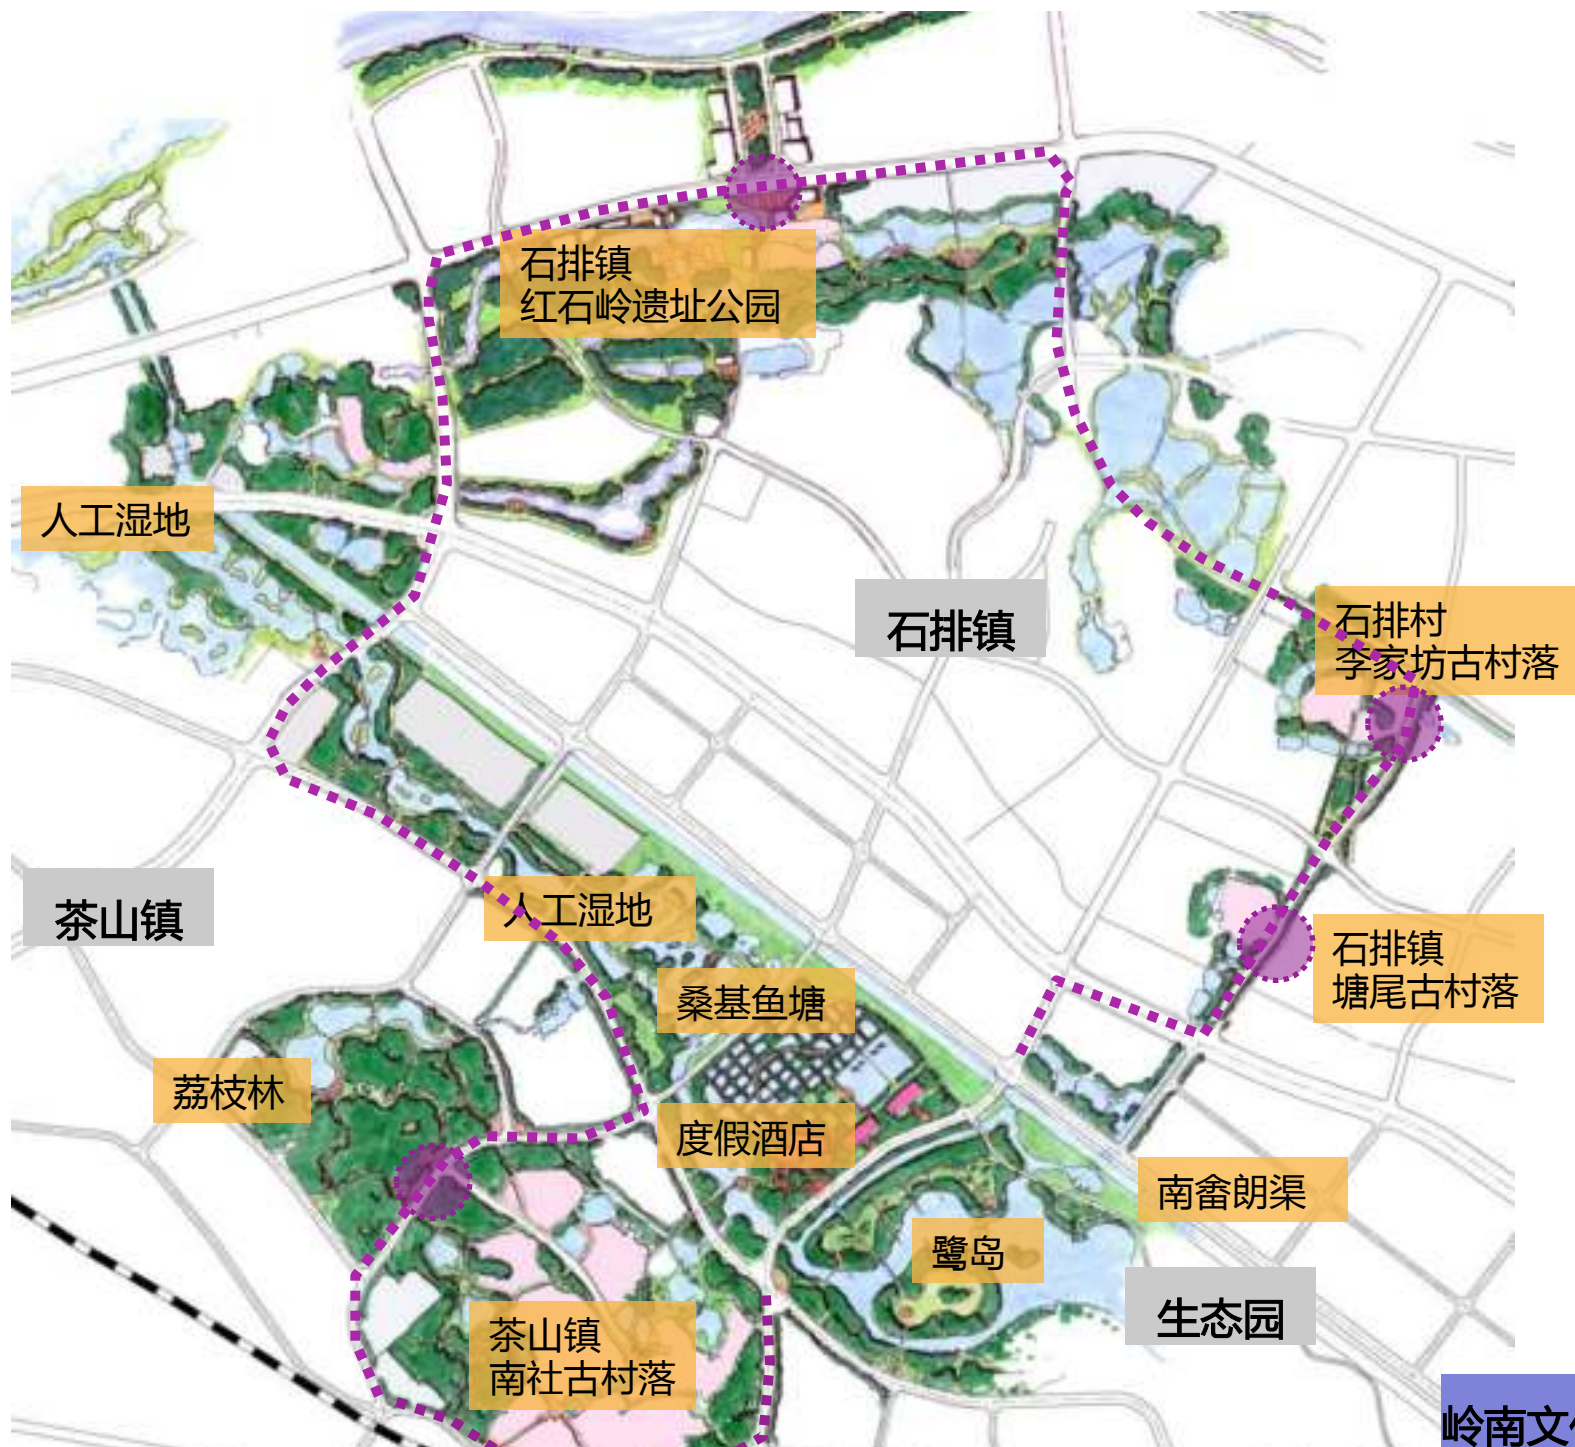 石排镇
红石岭遗址公园
人工湿地
石排镇
石排村
李家坊古村落
茶山镇
人工湿地
石排镇
塘尾古村落
桑基鱼塘
荔枝林
度假酒店
南畲朗渠
鹭岛
生态园
茶山镇
南社古村落
岭南文